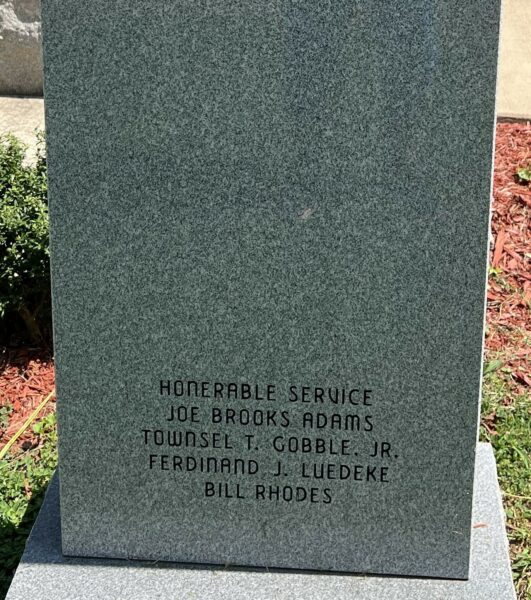 HONERABLE SERVICE
JOE BROOKS ADAMS
TOWNSEL T. GOBBLE. JR.
FERDINAND J. LUEDEKE
BILL RHODES